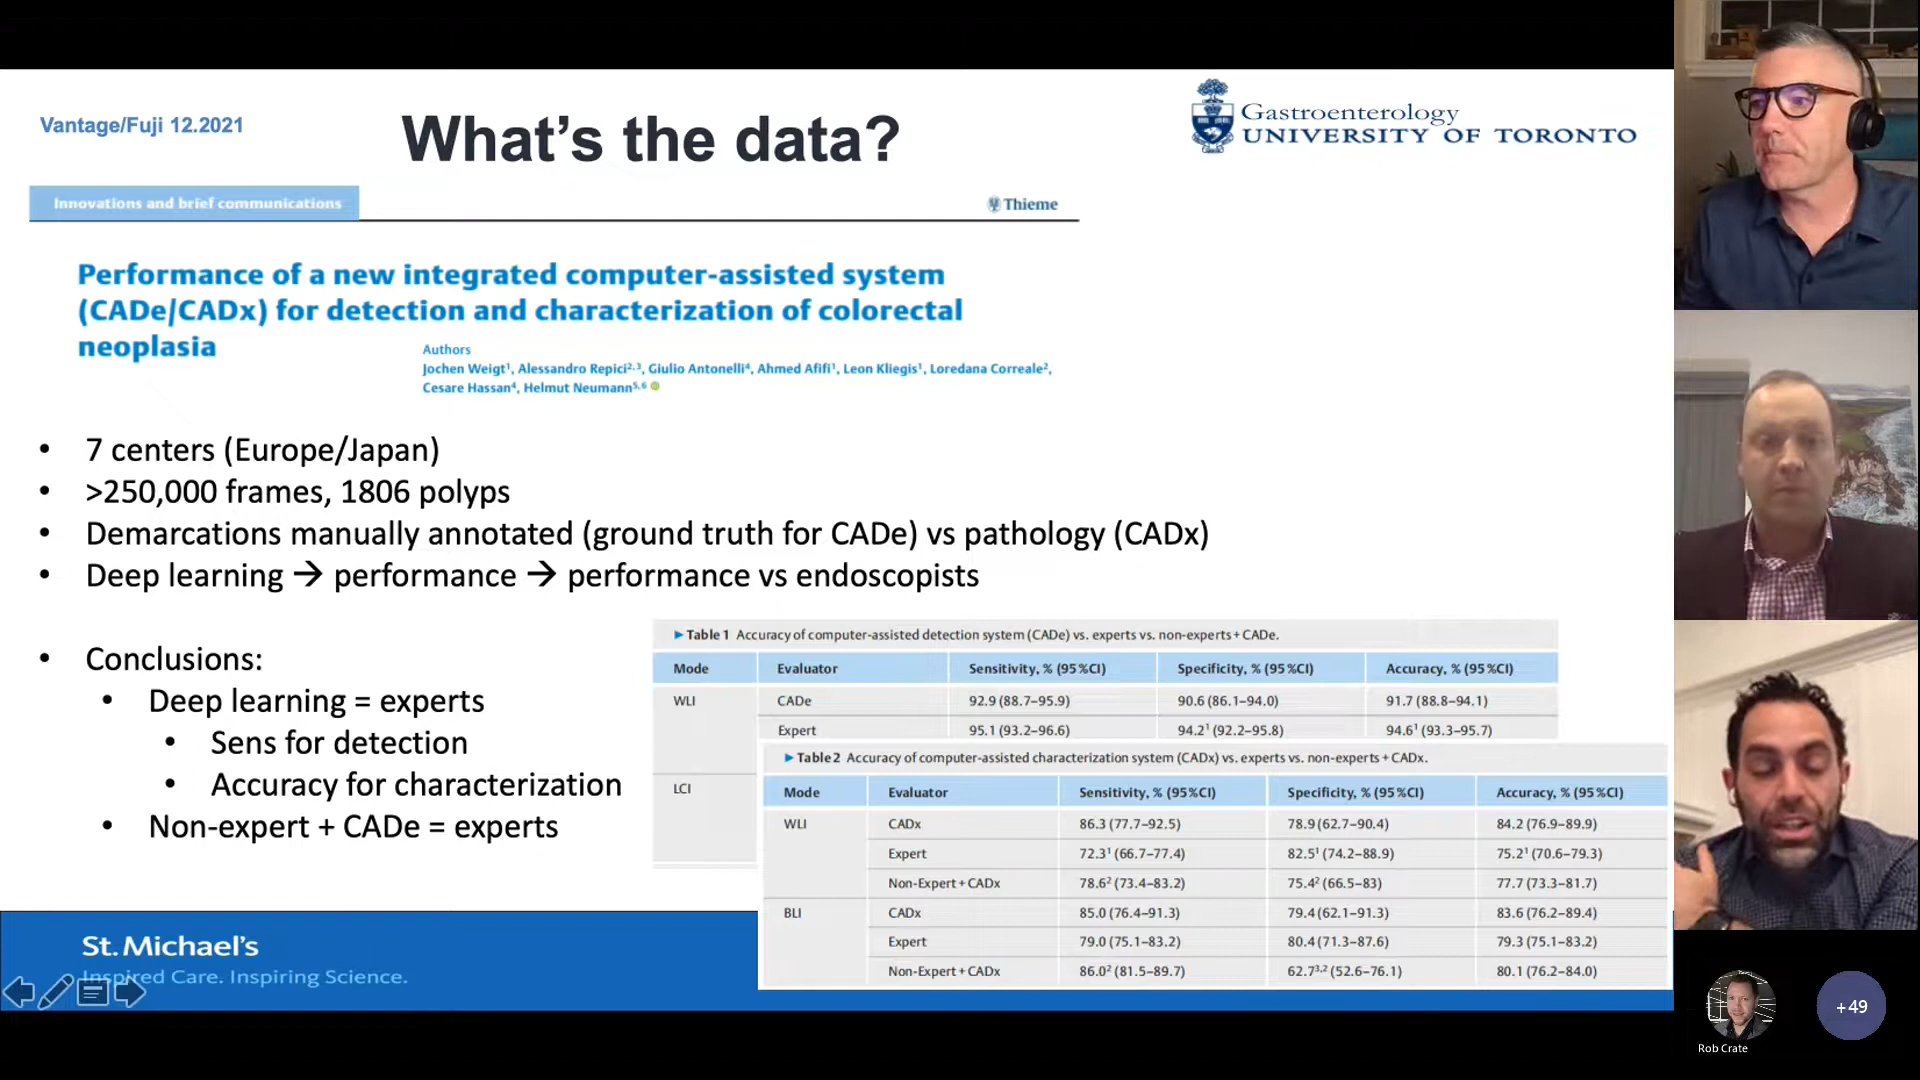 Vantage/Fuji 12.2021
What's the data?
Gastroenterology
UNIVERSITY OF TORONTO
Innovations and brief communications
Thieme
Performance of a new integrated computer-assisted system
(CADe/CADx) for detection and characterization of colorectal
neoplasia
Authors
Jochen Weigt¹, Alessandro Repici²,³, Giulio Antonelli⁴, Ahmed Afifi¹, Leon Kliegis¹, Loredana Correale²,
Cesare Hassan⁴, Helmut Neumann⁵,⁶
• 7 centers (Europe/Japan)
• >250,000 frames, 1806 polyps
• Demarcations manually annotated (ground truth for CADe) vs pathology (CADx)
• Deep learning → performance → performance vs endoscopists
• Conclusions:
• Deep learning = experts
• Sens for detection
• Accuracy for characterization
• Non-expert + CADe = experts
▶ Table 1 Accuracy of computer-assisted detection system (CADe) vs. experts vs. non-experts + CADe.
Mode Evaluator Sensitivity, % (95 %CI) Specificity, % (95 %CI) Accuracy, % (95 %CI)
WLI CADe 92.9 (88.7–95.9) 90.6 (86.1–94.0) 91.7 (88.8–94.1)
Expert 95.1 (93.2–96.6) 94.2¹ (92.2–95.8) 94.6¹ (93.3–95.7)
LCI
▶ Table 2 Accuracy of computer-assisted characterization system (CADx) vs. experts vs. non-experts + CADx.
Mode Evaluator Sensitivity, % (95 %CI) Specificity, % (95 %CI) Accuracy, % (95 %CI)
WLI CADx 86.3 (77.7–92.5) 78.9 (62.7–90.4) 84.2 (76.9–89.9)
Expert 72.3¹ (66.7–77.4) 82.5¹ (74.2–88.9) 75.2¹ (70.6–79.3)
Non-Expert + CADx 78.6² (73.4–83.2) 75.4² (66.5–83) 77.7 (73.3–81.7)
BLI CADx 85.0 (76.4–91.3) 79.4 (62.1–91.3) 83.6 (76.2–89.4)
Expert 79.0 (75.1–83.2) 80.4 (71.3–87.6) 79.3 (75.1–83.2)
Non-Expert + CADx 86.0² (81.5–89.7) 62.7³,² (52.6–76.1) 80.1 (76.2–84.0)
St. Michael's
Inspired Care. Inspiring Science.
Rob Crate
+49